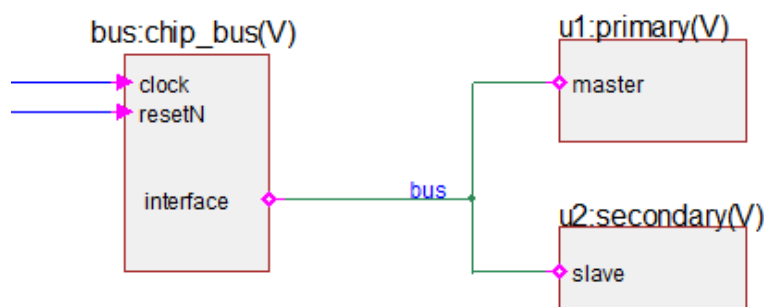 bus:chip_bus(V)
clock
resetN
interface
bus
u1:primary(V)
master
u2:secondary(V)
slave